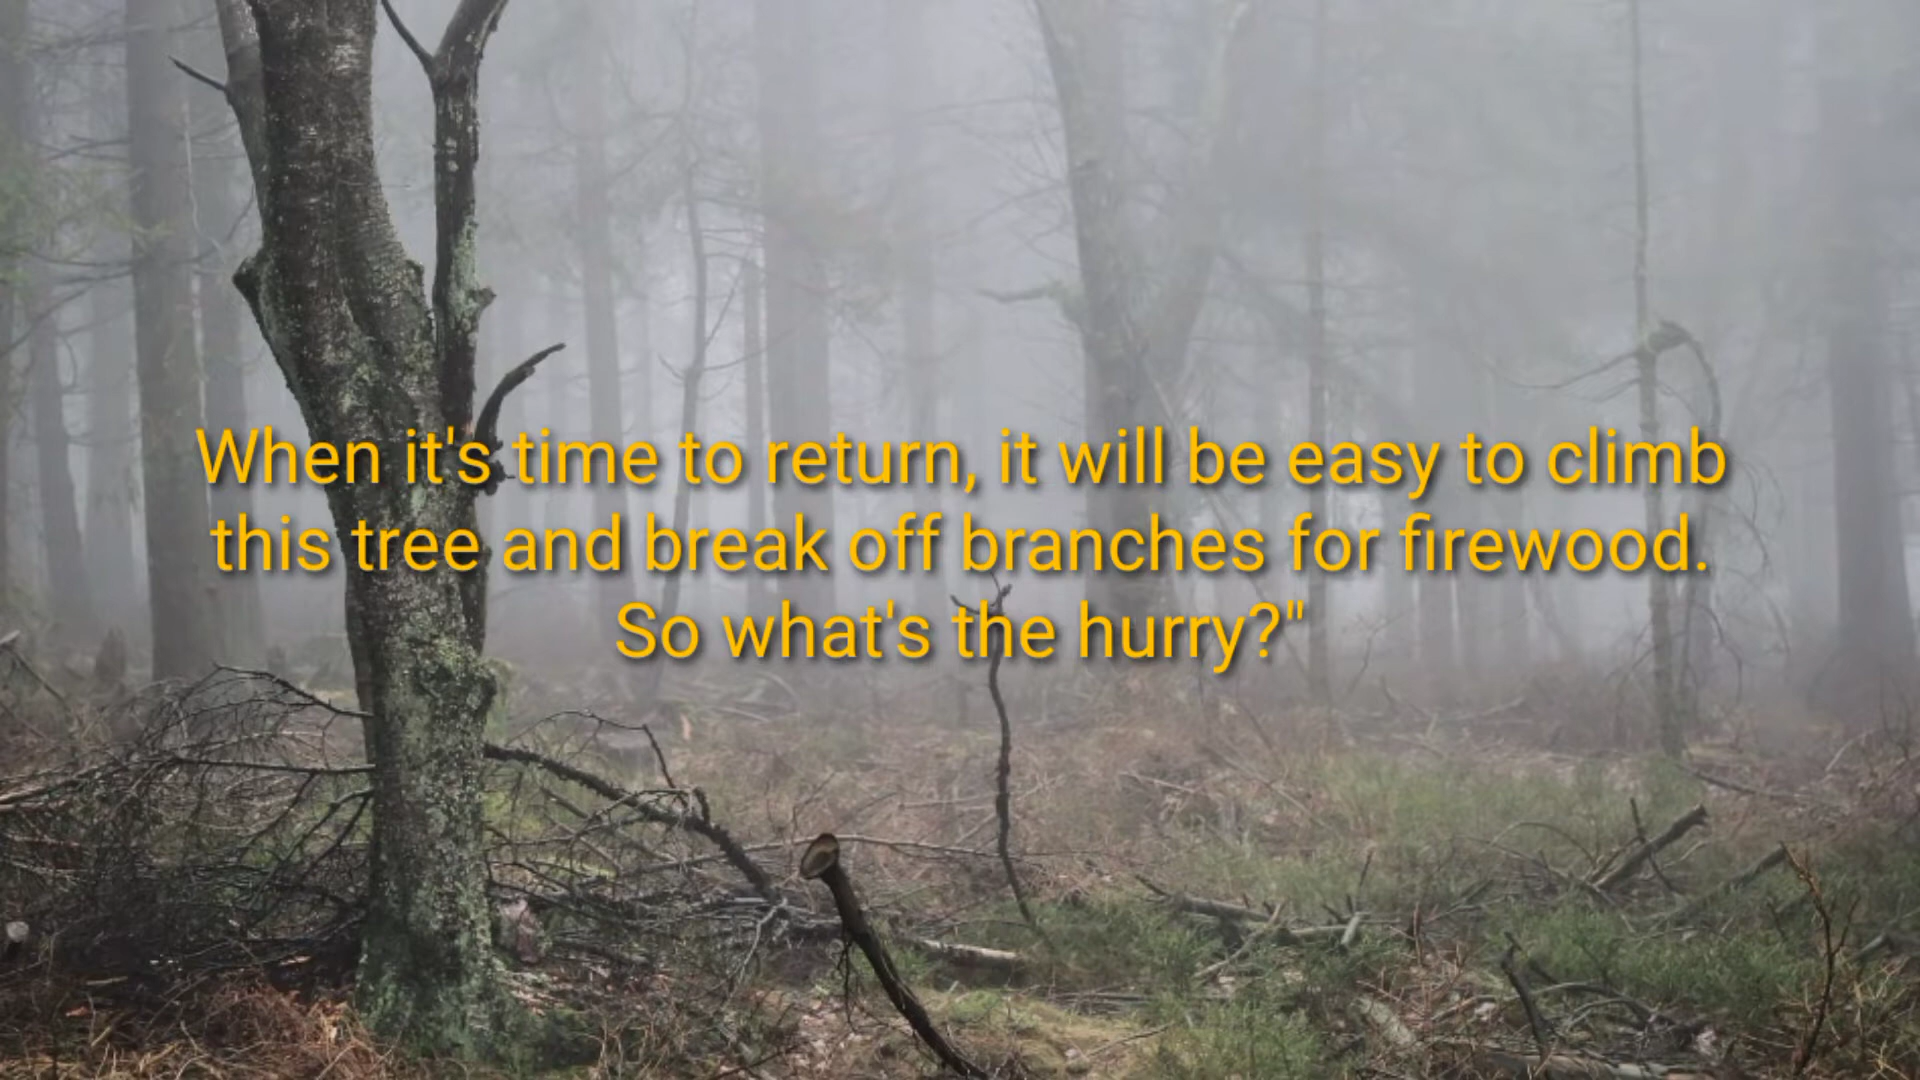 When it's time to return, it will be easy to climb
this tree and break off branches for firewood.
So what's the hurry?"